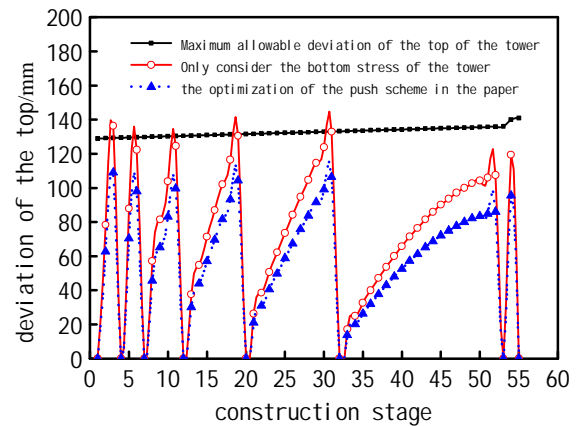 200
180
160
140
120
100
80
60
40
20
0
deviation of the top/mm
Maximum allowable deviation of the top of the tower
Only consider the bottom stress of the tower
the optimization of the push scheme in the paper
0 5 10 15 20 25 30 35 40 45 50 55 60
construction stage